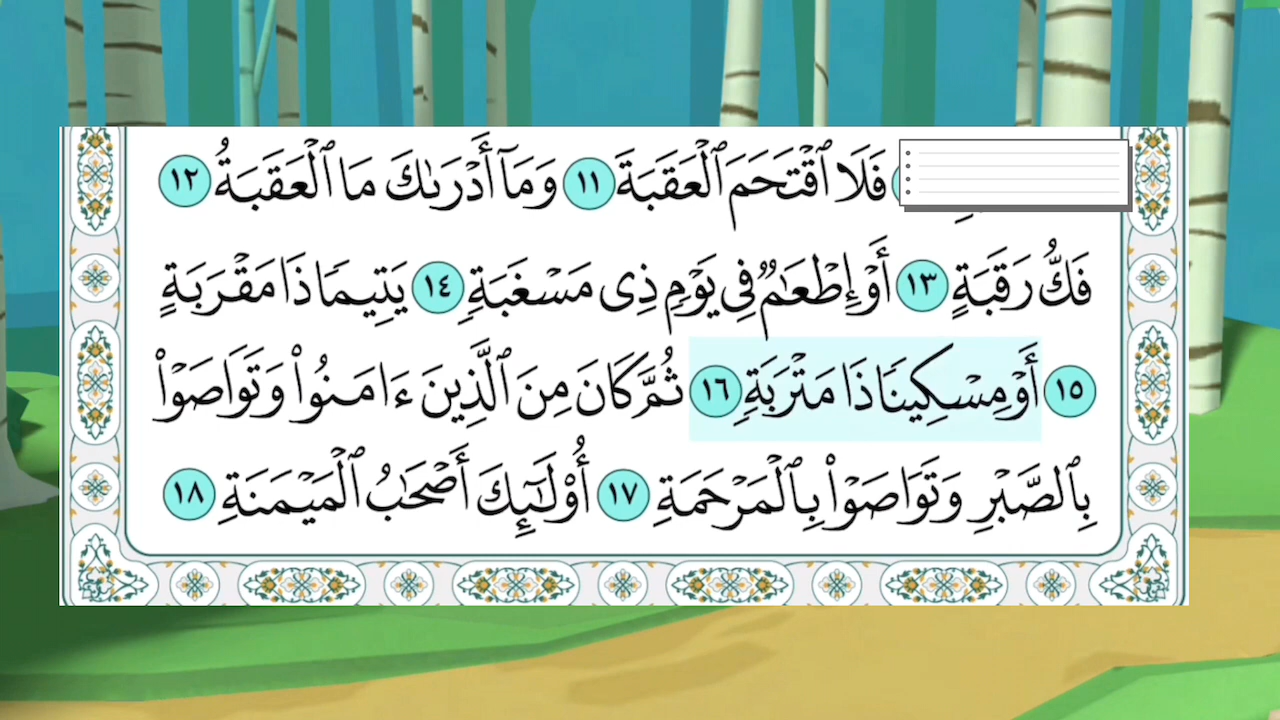 فَلَا ٱقْتَحَمَ ٱلْعَقَبَةَ ١١ وَمَآ أَدْرَىٰكَ مَا ٱلْعَقَبَةُ ١٢
فَكُّ رَقَبَةٍ ١٣ أَوْ إِطْعَٰمٌ فِى يَوْمٍ ذِى مَسْغَبَةٍ ١٤ يَتِيمًا ذَا مَقْرَبَةٍ
١٥ أَوْ مِسْكِينًا ذَا مَتْرَبَةٍ ١٦ ثُمَّ كَانَ مِنَ ٱلَّذِينَ ءَامَنُوا۟ وَتَوَاصَوْا۟
بِٱلصَّبْرِ وَتَوَاصَوْا۟ بِٱلْمَرْحَمَةِ ١٧ أُو۟لَٰٓئِكَ أَصْحَٰبُ ٱلْمَيْمَنَةِ ١٨